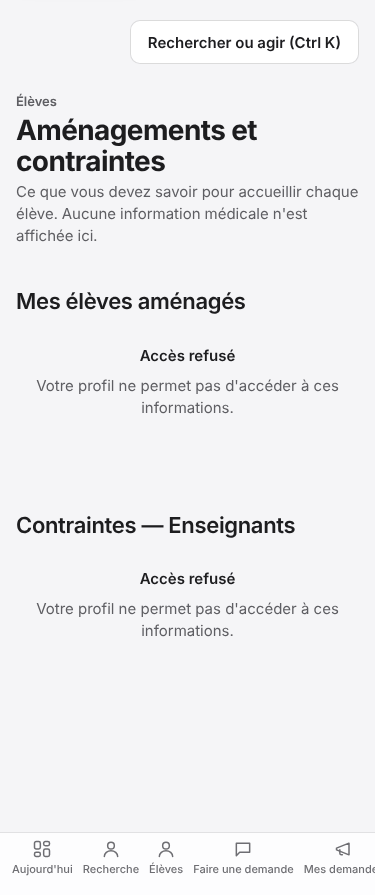 Rechercher ou agir (Ctrl K)
Élèves
Aménagements et
contraintes
Ce que vous devez savoir pour accueillir chaque
élève. Aucune information médicale n'est
affichée ici.
Mes élèves aménagés
Accès refusé
Votre profil ne permet pas d'accéder à ces
informations.
Contraintes — Enseignants
Accès refusé
Votre profil ne permet pas d'accéder à ces
informations.
Aujourd'hui Recherche Élèves Faire une demande Mes demande